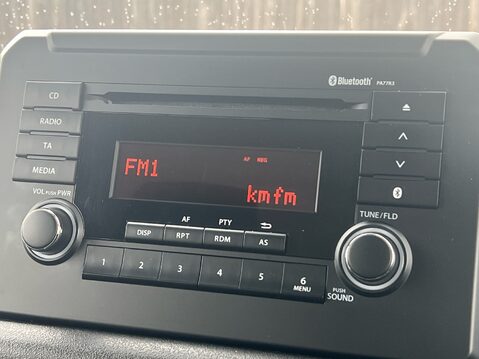 Bluetooth® PA77R3
CD
RADIO
TA
MEDIA
VOL PUSH PWR
FM1
AF REG
kmfm
AF PTY
DISP RPT RDM AS
1 2 3 4 5 6
MENU
TUNE/FLD
PUSH
SOUND